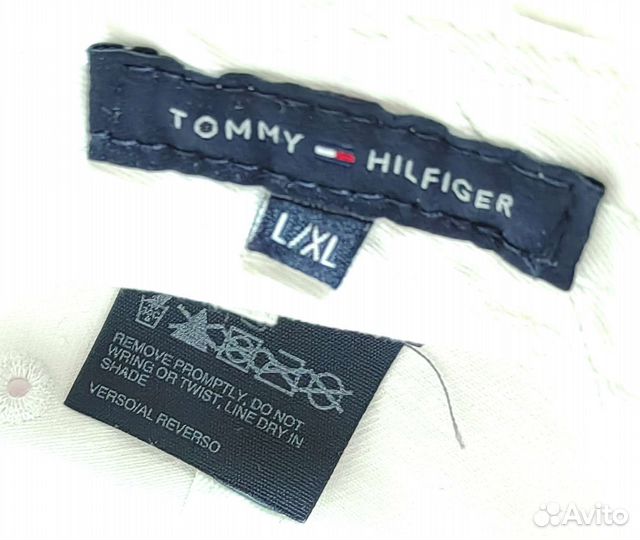 TOMMY HILFIGER
L/XL
REMOVE PROMPTLY, DO NOT
WRING OR TWIST, LINE DRY IN
SHADE
VERSO/AL REVERSO
Avito